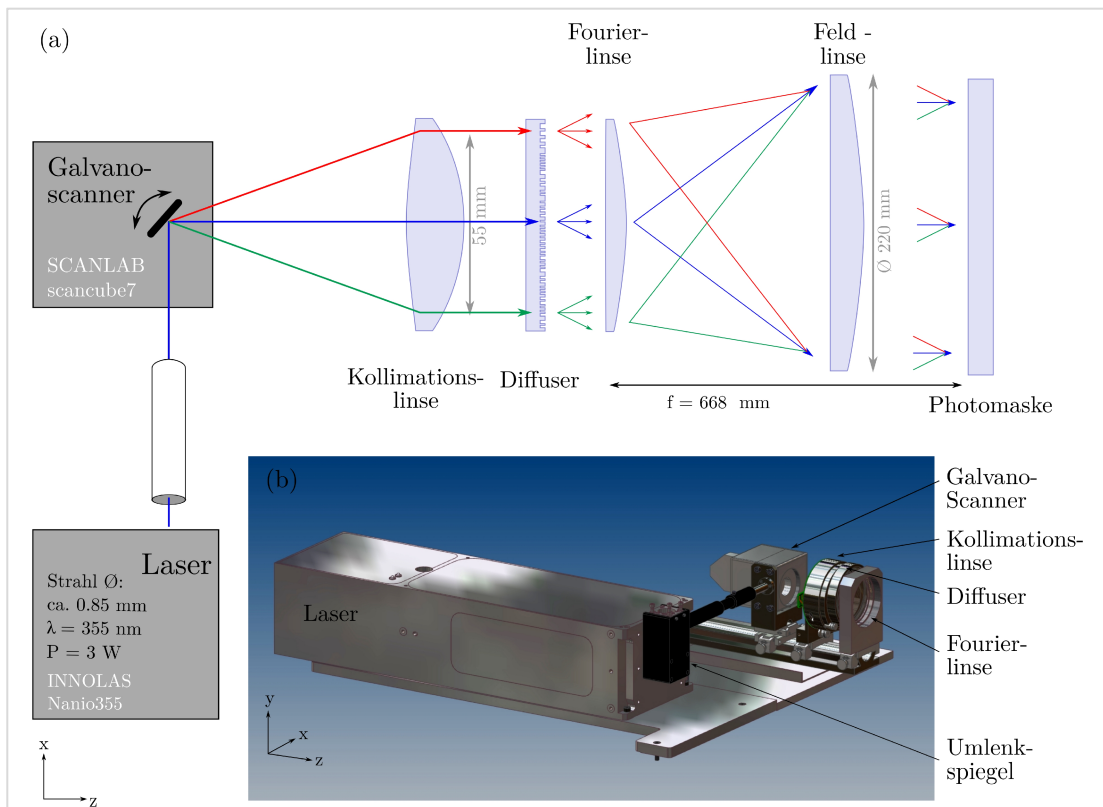 (a)
Fourier-
linse
Feld -
linse
Galvano-
scanner
SCANLAB
scancube7
55 mm
Ø 220 mm
Kollimations-
linse
Diffuser
f = 668 mm
Photomaske
Laser
Strahl Ø:
ca. 0.85 mm
λ = 355 nm
P = 3 W
INNOLAS
Nanio355
x
z
(b)
Galvano-
Scanner
Kollimations-
linse
Diffuser
Fourier-
linse
Umlenk-
spiegel
Laser
y
x
z